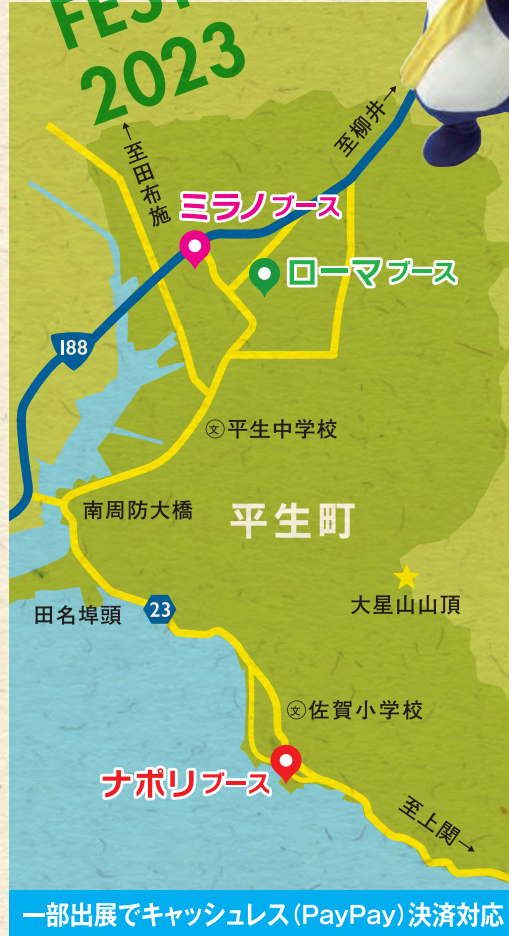 FEST
2023
←至田布施
至柳井→
ミラノブース
ローマブース
188
㊛平生中学校
南周防大橋
平生町
大星山山頂
田名埠頭
23
佐賀小学校
ナポリブース
至上関→
一部出展でキャッシュレス(PayPay)決済対応